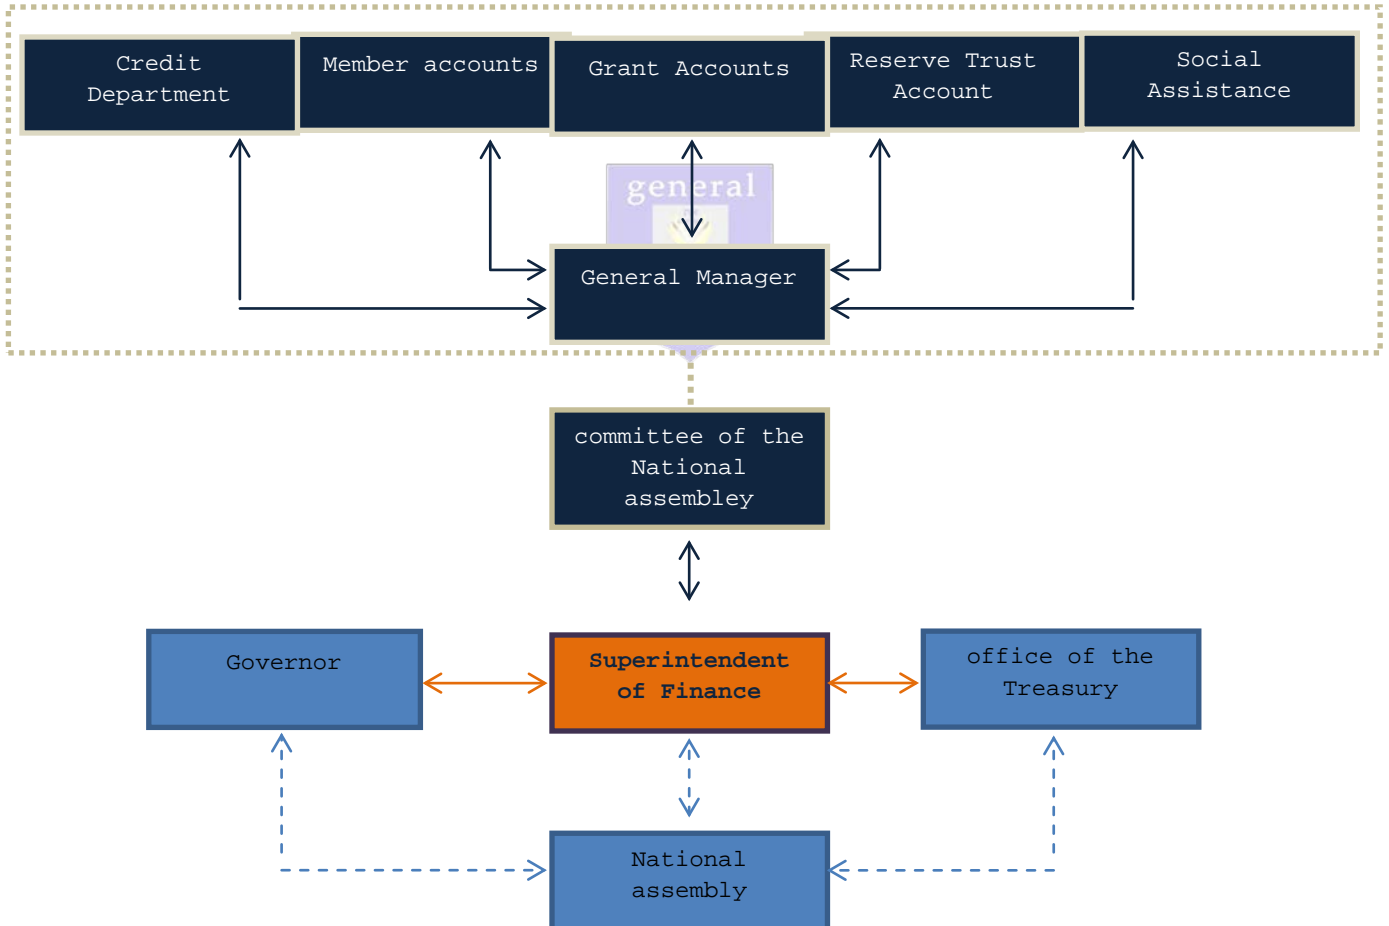 Credit
Department
Member accounts
Grant Accounts
Reserve Trust
Account
Social
Assistance
general
General Manager
committee of the
National
assembley
Governor
Superintendent
of Finance
office of the
Treasury
National
assembly